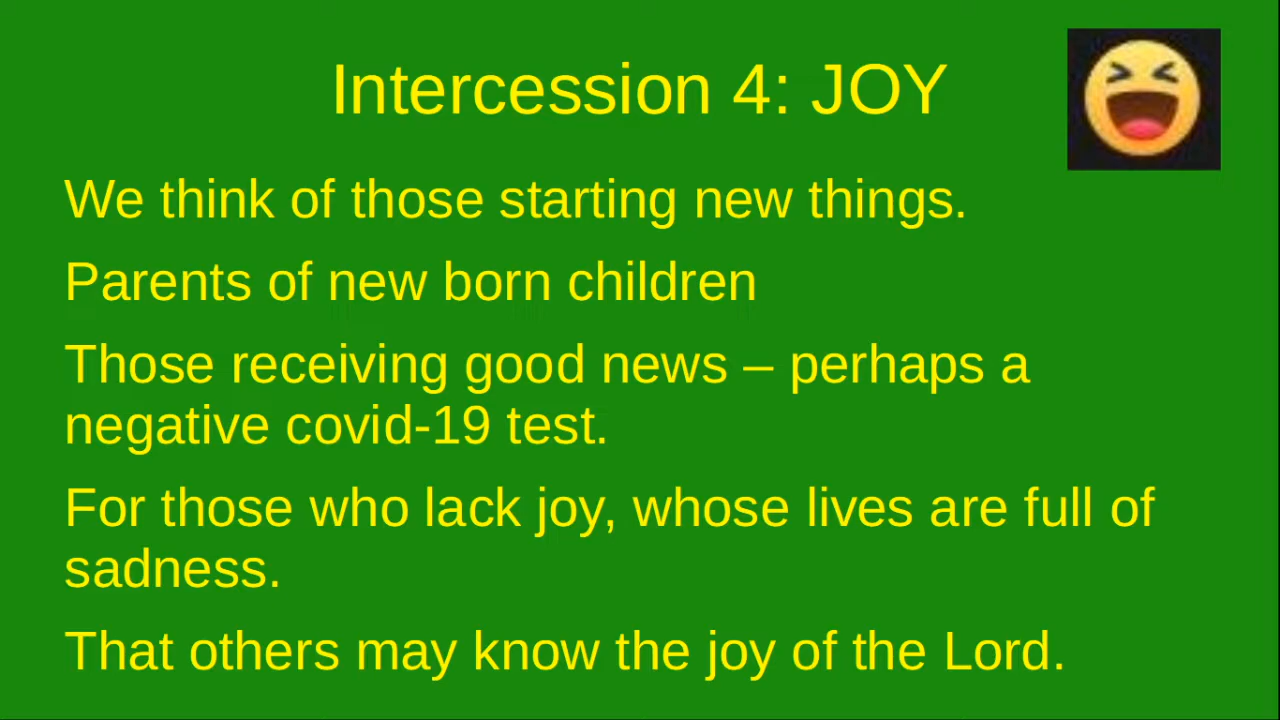 Intercession 4: JOY
We think of those starting new things.
Parents of new born children
Those receiving good news – perhaps a
negative covid-19 test.
For those who lack joy, whose lives are full of
sadness.
That others may know the joy of the Lord.